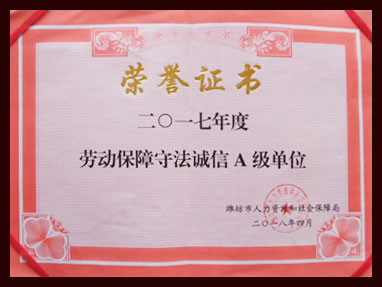 荣誉证书
二〇一七年度
劳动保障守法诚信 A 级单位
潍坊市人力资源和社会保障局
二〇一八年四月